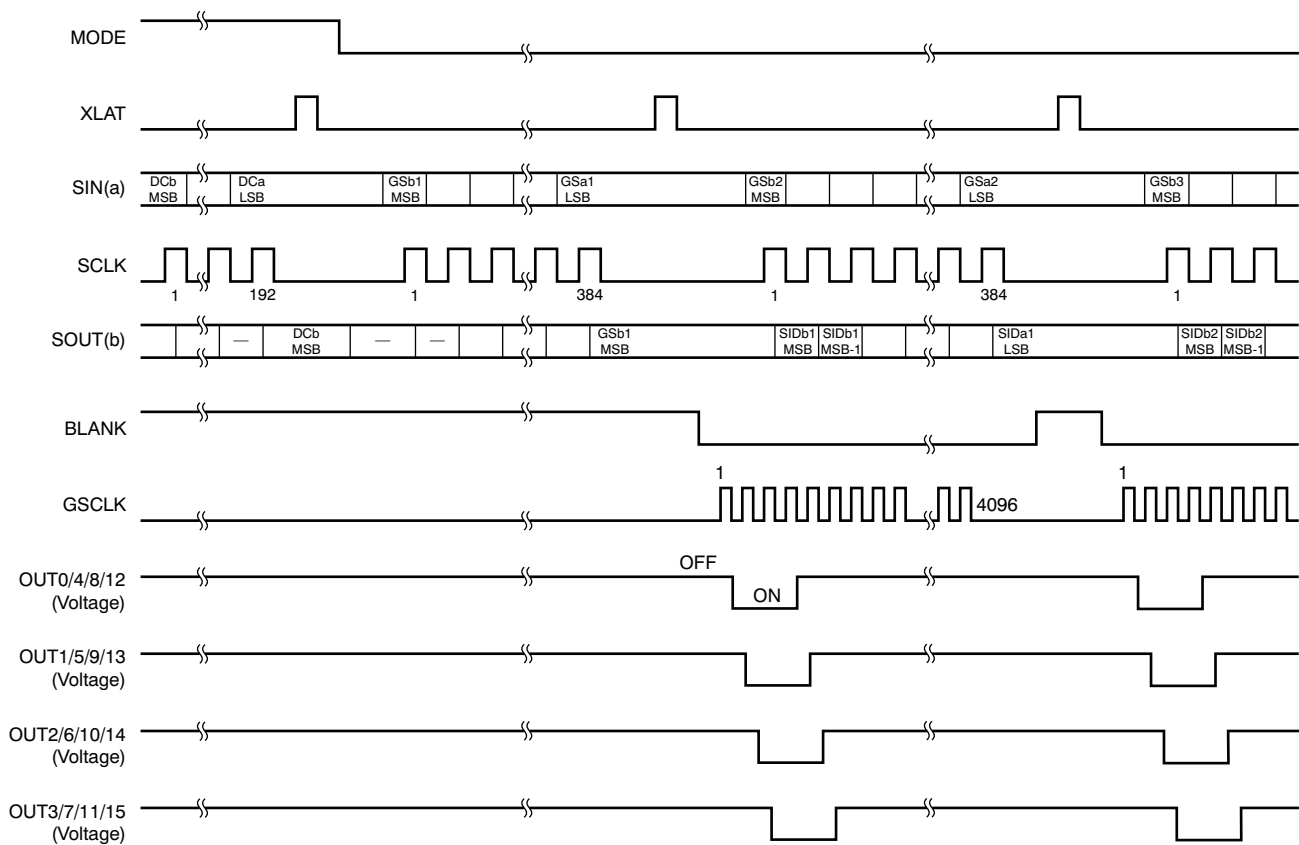 MODE
XLAT
SIN(a)
DCb MSB
DCa LSB
GSb1 MSB
GSa1 LSB
GSb2 MSB
GSa2 LSB
GSb3 MSB
SCLK
1 192 1 384 1 384 1
SOUT(b)
—
DCb MSB
—
—
GSb1 MSB
SIDb1 MSB
SIDb1 MSB-1
SIDa1 LSB
SIDb2 MSB
SIDb2 MSB-1
BLANK
1 1
GSCLK
4096
OFF
OUT0/4/8/12
(Voltage)
ON
OUT1/5/9/13
(Voltage)
OUT2/6/10/14
(Voltage)
OUT3/7/11/15
(Voltage)